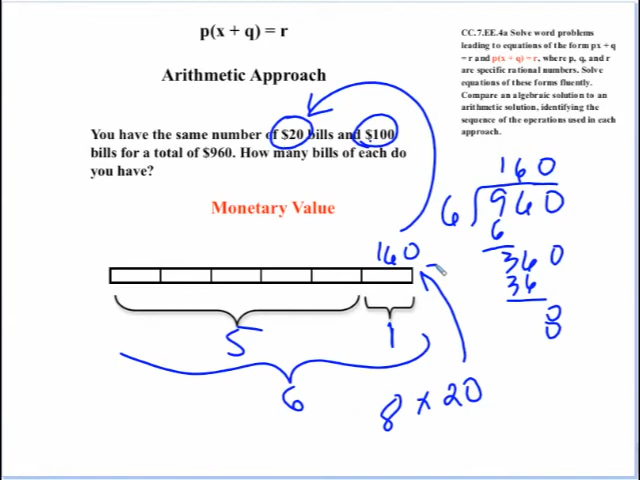 p(x + q) = r
Arithmetic Approach
You have the same number of $20 bills and $100
bills for a total of $960. How many bills of each do
you have?
Monetary Value
CC.7.EE.4a Solve word problems
leading to equations of the form px + q
= r and p(x + q) = r, where p, q, and r
are specific rational numbers. Solve
equations of these forms fluently.
Compare an algebraic solution to an
arithmetic solution, identifying the
sequence of the operations used in each
approach.
160
6 960
6
360
36
0
0
160
5 1
6
8 x 20